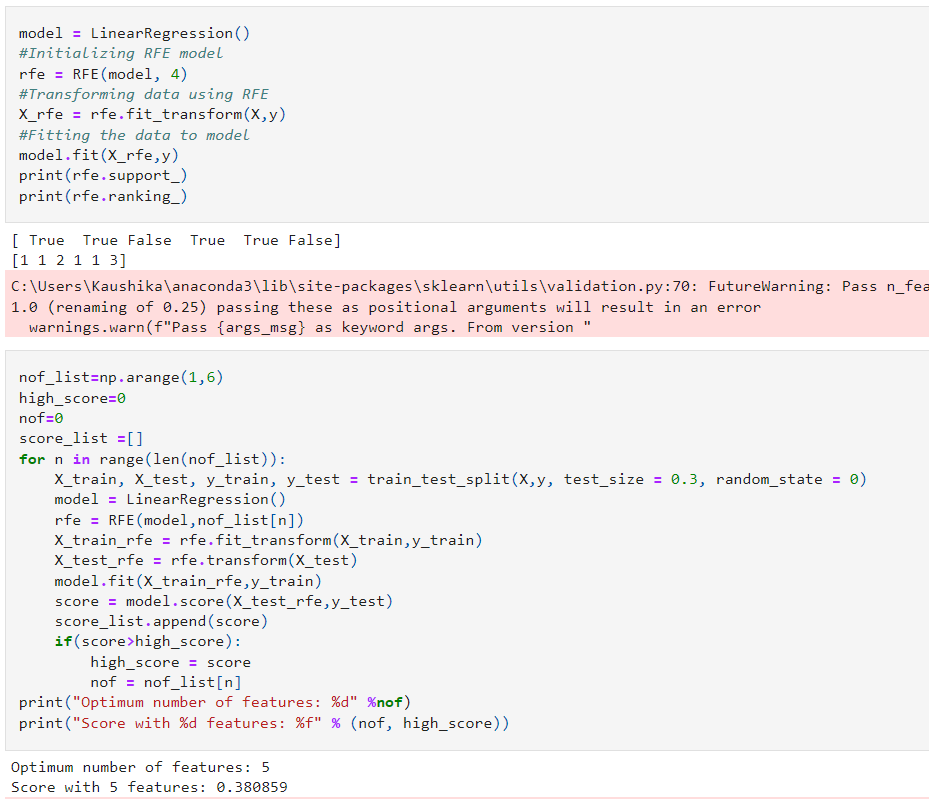 model = LinearRegression()
#Initializing RFE model
rfe = RFE(model, 4)
#Transforming data using RFE
X_rfe = rfe.fit_transform(X,y)
#Fitting the data to model
model.fit(X_rfe,y)
print(rfe.support_)
print(rfe.ranking_)
[ True  True False  True  True False]
[1 1 2 1 1 3]
C:\Users\Kaushika\anaconda3\lib\site-packages\sklearn\utils\validation.py:70: FutureWarning: Pass n_fea
1.0 (renaming of 0.25) passing these as positional arguments will result in an error
  warnings.warn(f"Pass {args_msg} as keyword args. From version "
nof_list=np.arange(1,6)
high_score=0
nof=0
score_list =[]
for n in range(len(nof_list)):
    X_train, X_test, y_train, y_test = train_test_split(X,y, test_size = 0.3, random_state = 0)
    model = LinearRegression()
    rfe = RFE(model,nof_list[n])
    X_train_rfe = rfe.fit_transform(X_train,y_train)
    X_test_rfe = rfe.transform(X_test)
    model.fit(X_train_rfe,y_train)
    score = model.score(X_test_rfe,y_test)
    score_list.append(score)
    if(score>high_score):
        high_score = score
        nof = nof_list[n]
print("Optimum number of features: %d" %nof)
print("Score with %d features: %f" % (nof, high_score))
Optimum number of features: 5
Score with 5 features: 0.380859